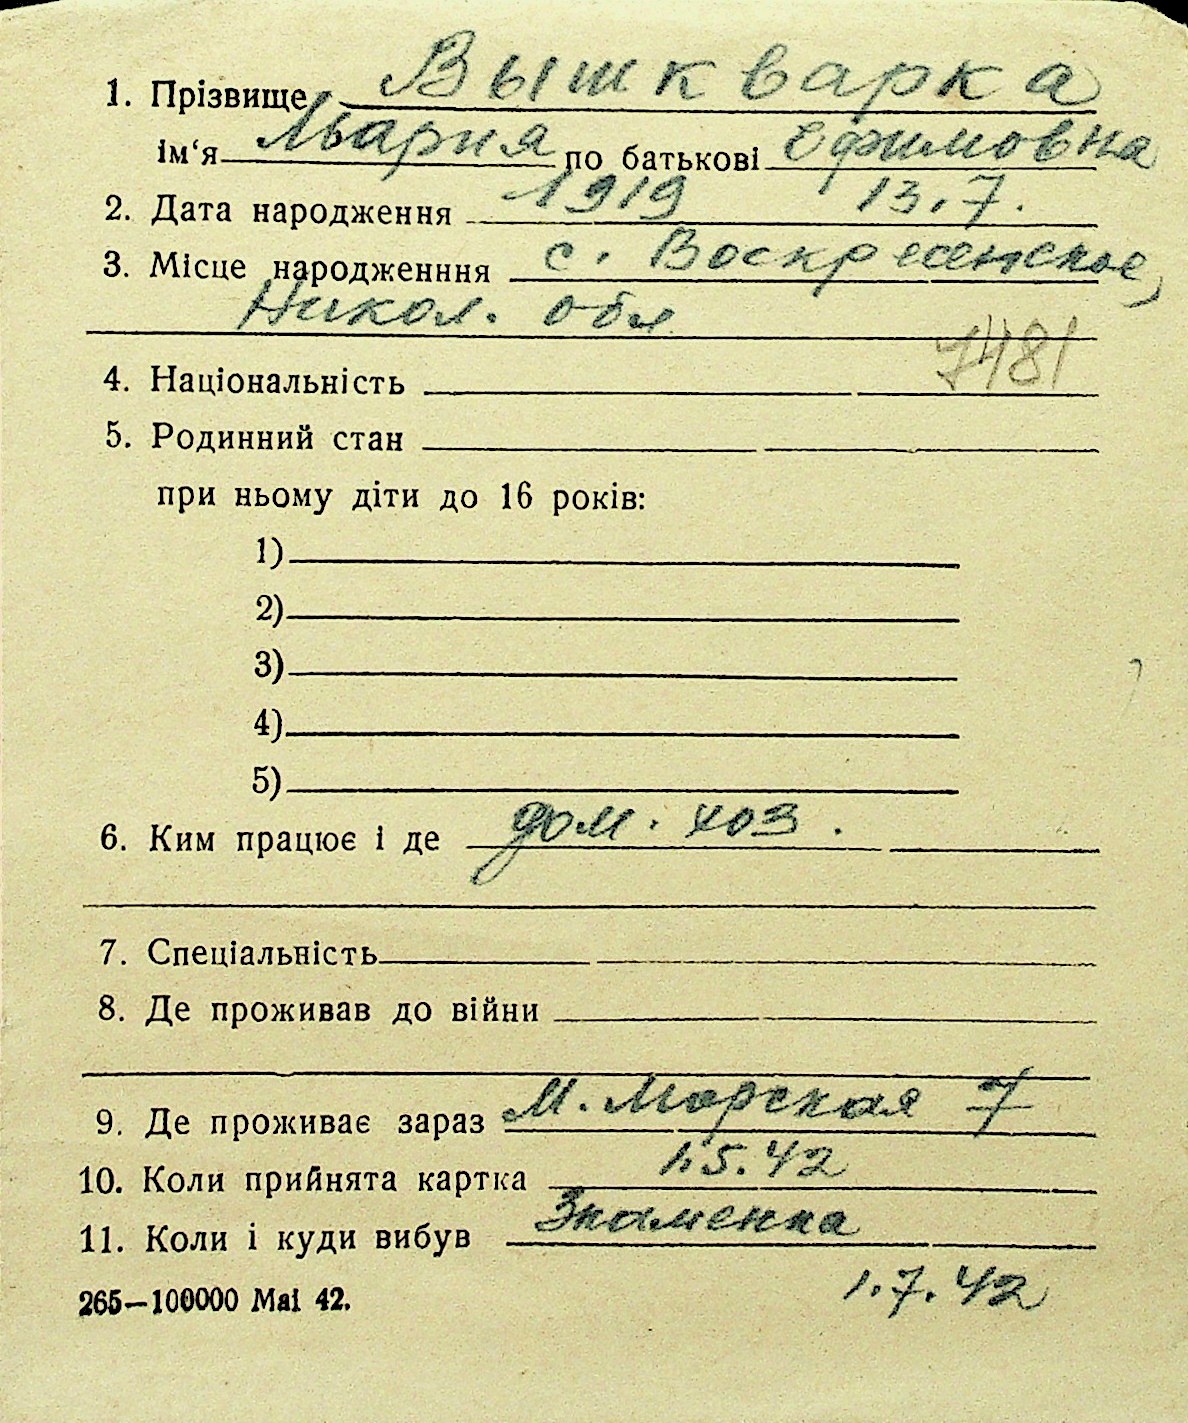 1. Прізвище Вышкварка
ім‘я Мария по батькові Ефимовна
2. Дата народження 1919 13.7.
3. Місце народженння с. Воскресенское,
Никол. обл
7481
4. Національність
5. Родинний стан
при ньому діти до 16 років:
1)
2)
3)
4)
5)
6. Ким працює і де дом. хоз.
7. Спеціальність
8. Де проживав до війни
9. Де проживає зараз М. Морская 7
10. Коли прийнята картка 1.5.42
11. Коли і куди вибув Знаменка
1.7.42
265—100000 Маі 42.